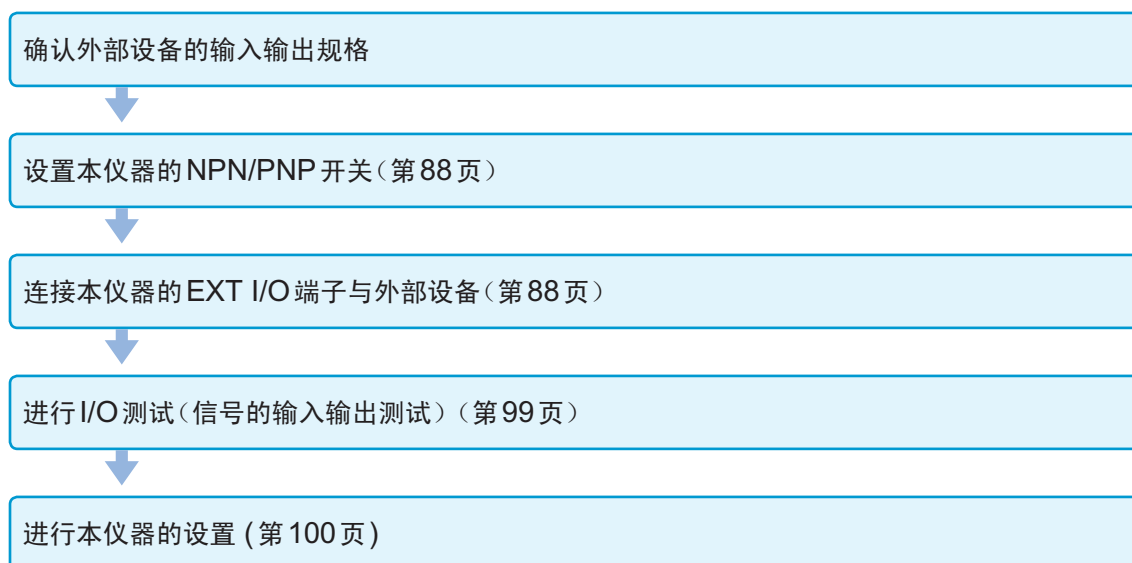 确认外部设备的输入输出规格
设置本仪器的NPN/PNP开关（第88页）
连接本仪器的EXT I/O端子与外部设备（第88页）
进行I/O测试（信号的输入输出测试）（第99页）
进行本仪器的设置 (第100页)